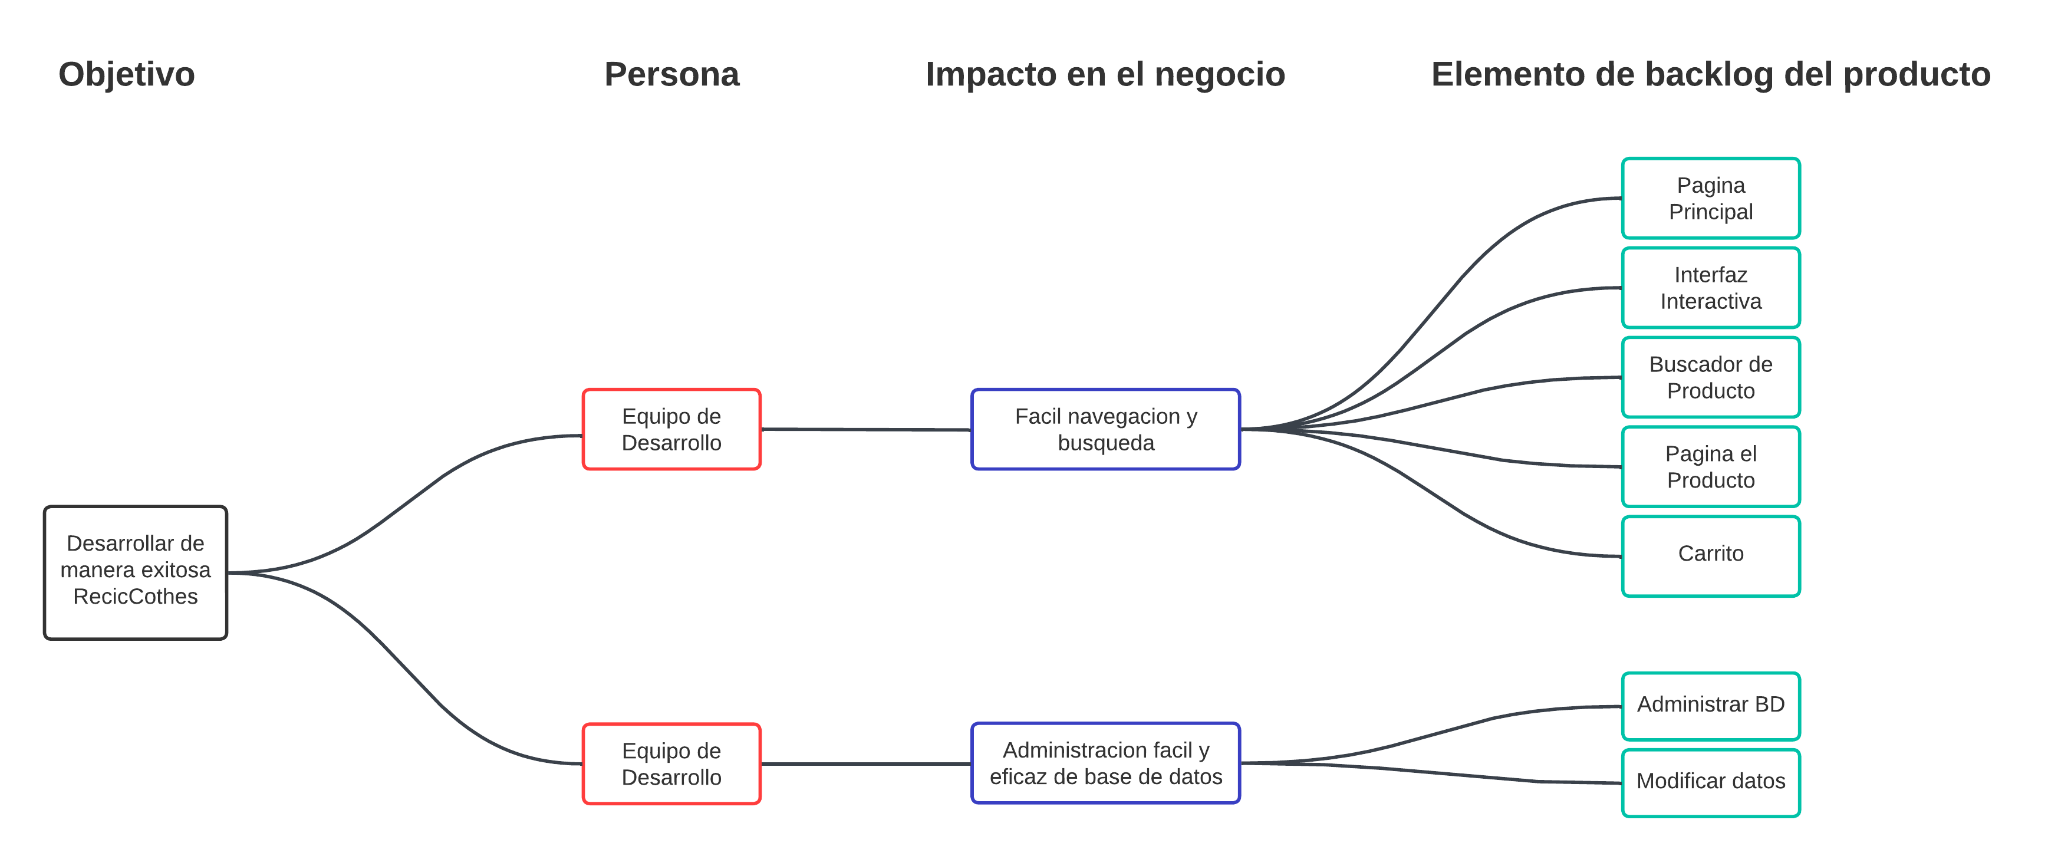 Objetivo
Persona
Impacto en el negocio
Elemento de backlog del producto
Desarrollar de
manera exitosa
RecicCothes
Equipo de
Desarrollo
Facil navegacion y
busqueda
Pagina
Principal
Interfaz
Interactiva
Buscador de
Producto
Pagina el
Producto
Carrito
Equipo de
Desarrollo
Administracion facil y
eficaz de base de datos
Administrar BD
Modificar datos